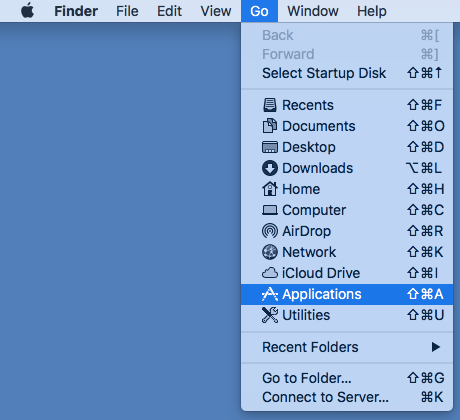 Finder File Edit View Go Window Help
Back ⌘[
Forward ⌘]
Select Startup Disk ⇧⌘↑
Recents ⇧⌘F
Documents ⇧⌘O
Desktop ⇧⌘D
Downloads ⌥⌘L
Home ⇧⌘H
Computer ⇧⌘C
AirDrop ⇧⌘R
Network ⇧⌘K
iCloud Drive ⇧⌘I
Applications ⇧⌘A
Utilities ⇧⌘U
Recent Folders ▶
Go to Folder... ⇧⌘G
Connect to Server... ⌘K